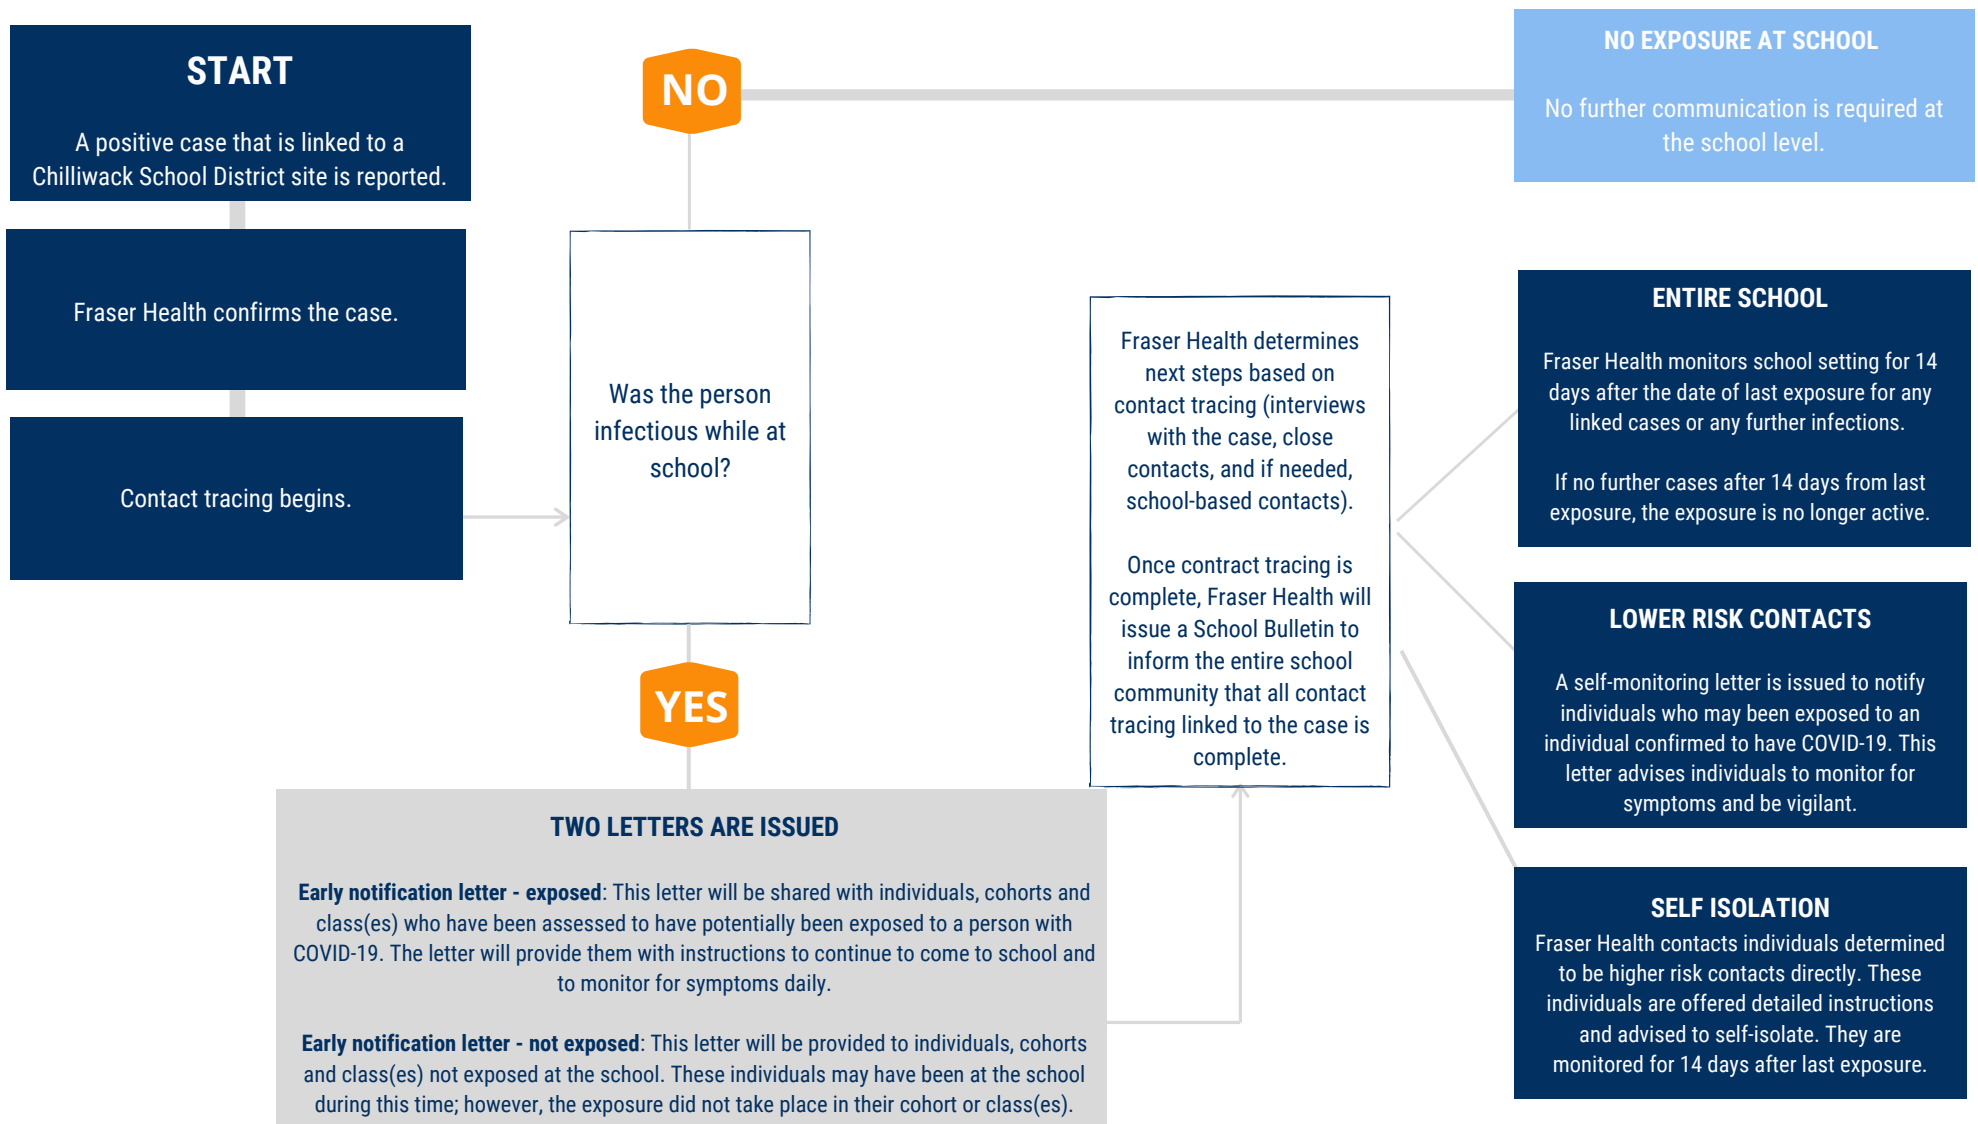 START
A positive case that is linked to a
Chilliwack School District site is reported.
Fraser Health confirms the case.
Contact tracing begins.
Was the person
infectious while at
school?
NO
NO EXPOSURE AT SCHOOL
No further communication is required at
the school level.
YES
TWO LETTERS ARE ISSUED
Early notification letter - exposed: This letter will be shared with individuals, cohorts and
class(es) who have been assessed to have potentially been exposed to a person with
COVID-19. The letter will provide them with instructions to continue to come to school and
to monitor for symptoms daily.
Early notification letter - not exposed: This letter will be provided to individuals, cohorts
and class(es) not exposed at the school. These individuals may have been at the school
during this time; however, the exposure did not take place in their cohort or class(es).
Fraser Health determines
next steps based on
contact tracing (interviews
with the case, close
contacts, and if needed,
school-based contacts).
Once contract tracing is
complete, Fraser Health will
issue a School Bulletin to
inform the entire school
community that all contact
tracing linked to the case is
complete.
ENTIRE SCHOOL
Fraser Health monitors school setting for 14
days after the date of last exposure for any
linked cases or any further infections.
If no further cases after 14 days from last
exposure, the exposure is no longer active.
LOWER RISK CONTACTS
A self-monitoring letter is issued to notify
individuals who may been exposed to an
individual confirmed to have COVID-19. This
letter advises individuals to monitor for
symptoms and be vigilant.
SELF ISOLATION
Fraser Health contacts individuals determined
to be higher risk contacts directly. These
individuals are offered detailed instructions
and advised to self-isolate. They are
monitored for 14 days after last exposure.